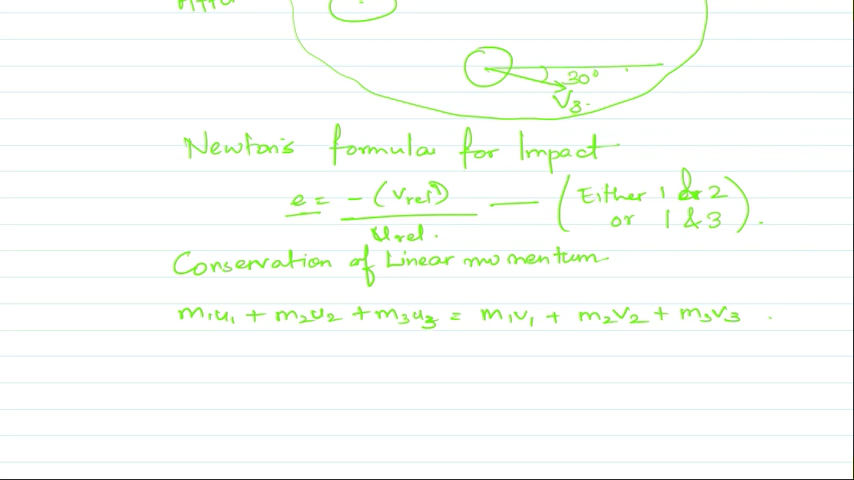 30°
V3.
Newton's formula for Impact
e = -(Vrel) / Urel. — (Either 1 & 2 or 1 & 3).
Conservation of Linear momentum
m1u1 + m2u2 + m3u3 = m1v1 + m2v2 + m3v3 .